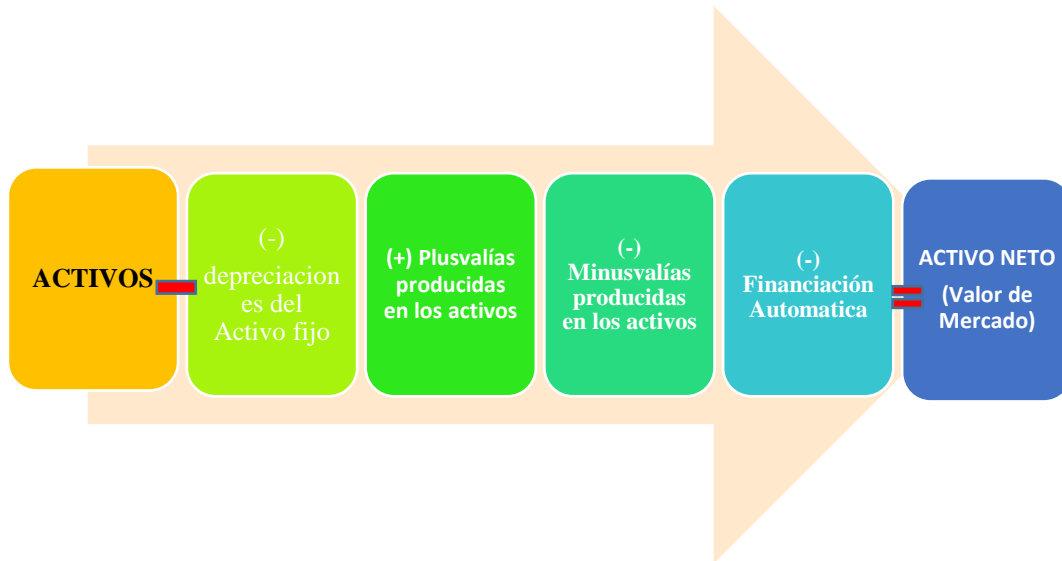 ACTIVOS
(-)
depreciacion
es del
Activo fijo
(+) Plusvalías
producidas
en los activos
(-)
Minusvalías
producidas
en los activos
(-)
Financiación
Automatica
ACTIVO NETO
(Valor de
Mercado)